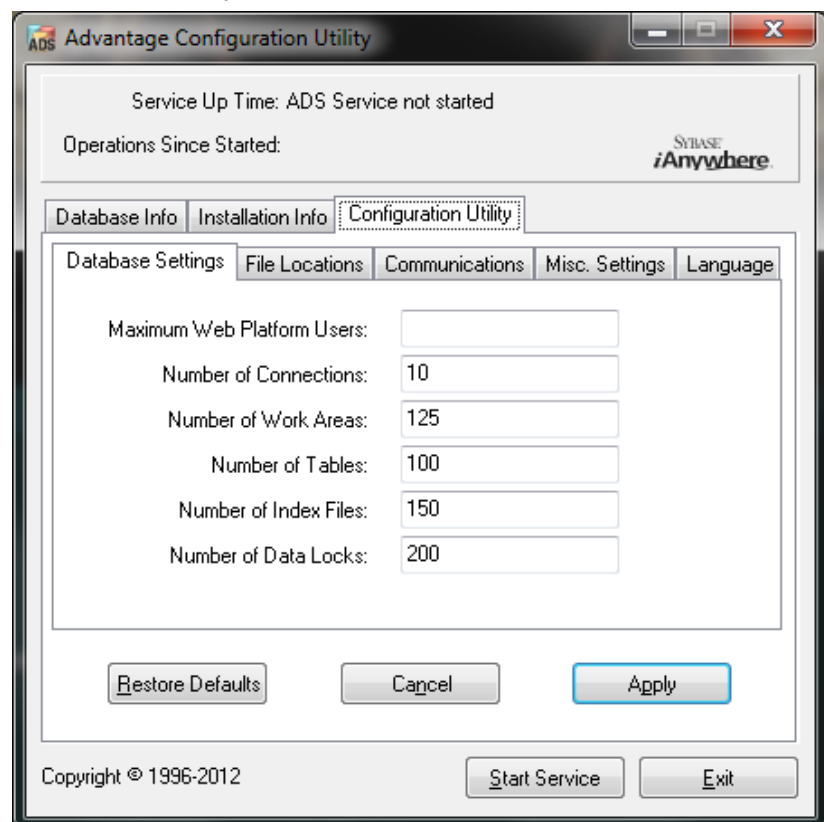 ADS Advantage Configuration Utility
Service Up Time: ADS Service not started
Operations Since Started:
SYBASE
iAnywhere.
Database Info Installation Info Configuration Utility
Database Settings File Locations Communications Misc. Settings Language
Maximum Web Platform Users:
Number of Connections: 10
Number of Work Areas: 125
Number of Tables: 100
Number of Index Files: 150
Number of Data Locks: 200
Restore Defaults Cancel Apply
Copyright © 1996-2012 Start Service Exit